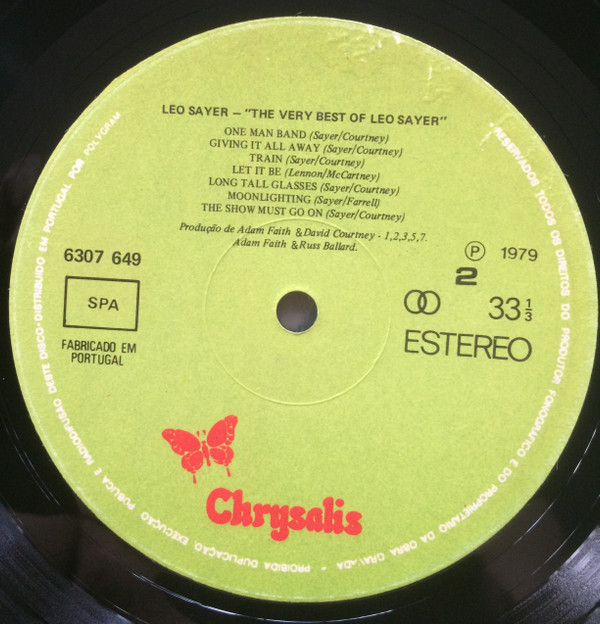 LEO SAYER – "THE VERY BEST OF LEO SAYER"
ONE MAN BAND (Sayer/Courtney)
GIVING IT ALL AWAY (Sayer/Courtney)
TRAIN (Sayer/Courtney)
LET IT BE (Lennon/McCartney)
LONG TALL GLASSES (Sayer/Courtney)
MOONLIGHTING (Sayer/Farrell)
THE SHOW MUST GO ON (Sayer/Courtney)
Produção de Adam Faith & David Courtney - 1,2,3,5,7.
Adam Faith & Russ Ballard.
6307 649
SPA
FABRICADO EM
PORTUGAL
Ⓟ 1979
2
33 1/3
ESTEREO
Chrysalis
RESERVADOS TODOS OS DIREITOS DO PRODUTOR FONOGRÁFICO E DO PROPRIETÁRIO DA OBRA GRAVADA · PROIBIDA DUPLICAÇÃO EXECUÇÃO PÚBLICA E RADIODIFUSÃO DESTE DISCO · DISTRIBUIDO EM PORTUGAL POR POLYGRAM